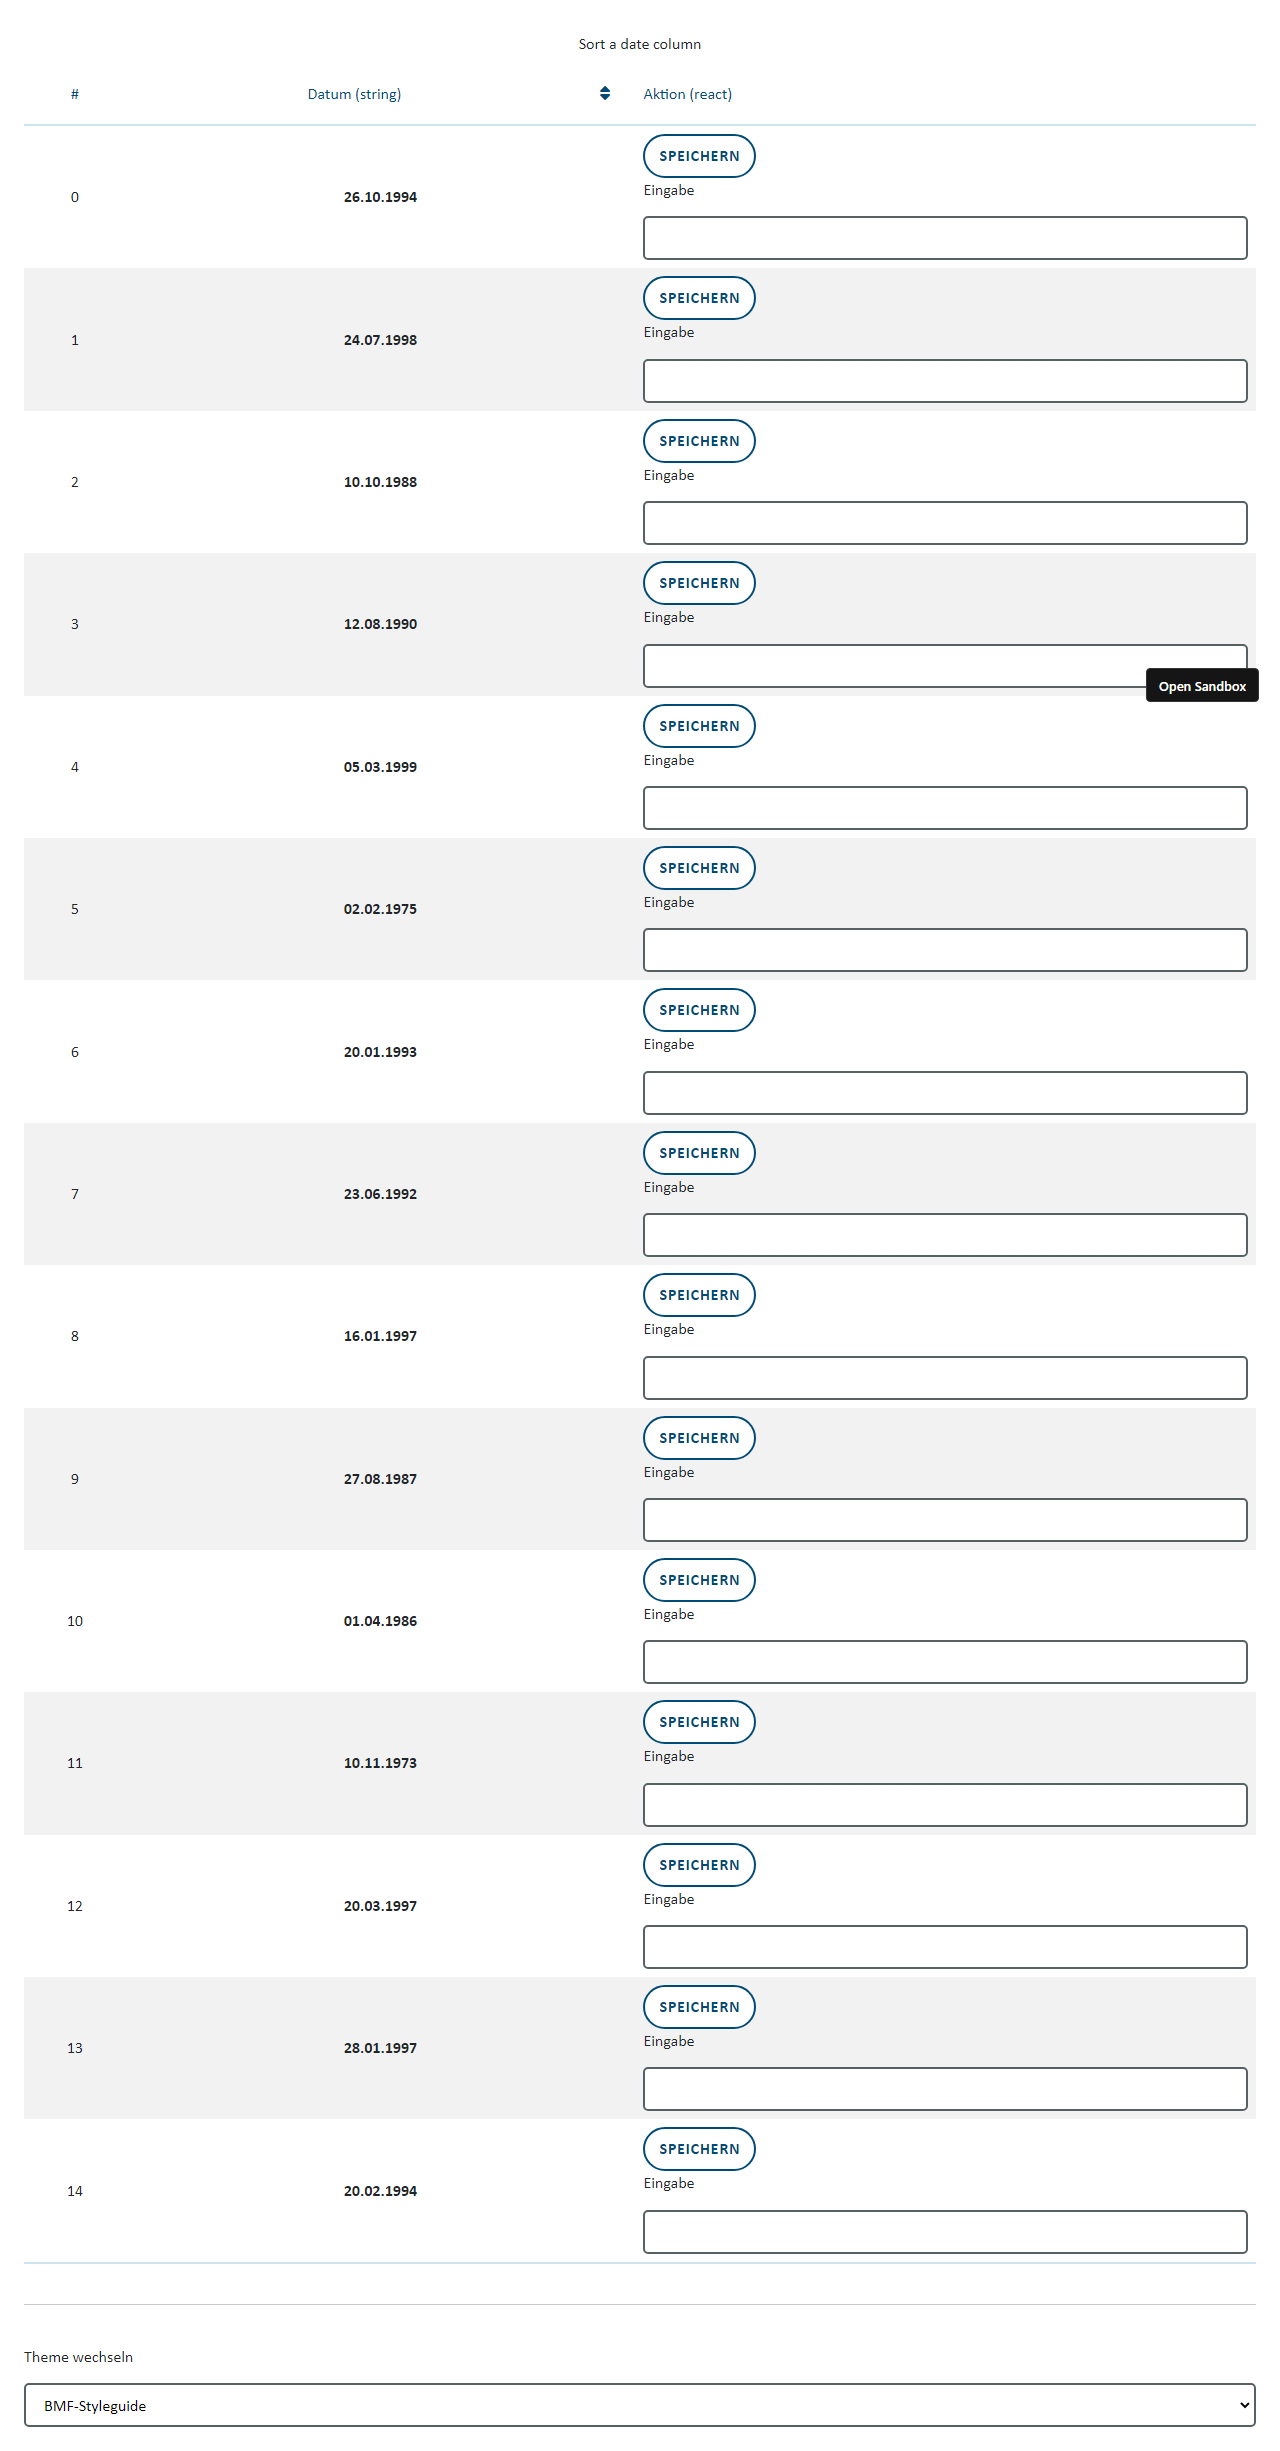 Sort a date column
# Datum (string) Aktion (react)
SPEICHERN
0 26.10.1994 Eingabe
SPEICHERN
1 24.07.1998 Eingabe
SPEICHERN
2 10.10.1988 Eingabe
SPEICHERN
3 12.08.1990 Eingabe
Open Sandbox
SPEICHERN
4 05.03.1999 Eingabe
SPEICHERN
5 02.02.1975 Eingabe
SPEICHERN
6 20.01.1993 Eingabe
SPEICHERN
7 23.06.1992 Eingabe
SPEICHERN
8 16.01.1997 Eingabe
SPEICHERN
9 27.08.1987 Eingabe
SPEICHERN
10 01.04.1986 Eingabe
SPEICHERN
11 10.11.1973 Eingabe
SPEICHERN
12 20.03.1997 Eingabe
SPEICHERN
13 28.01.1997 Eingabe
SPEICHERN
14 20.02.1994 Eingabe
Theme wechseln
BMF-Styleguide